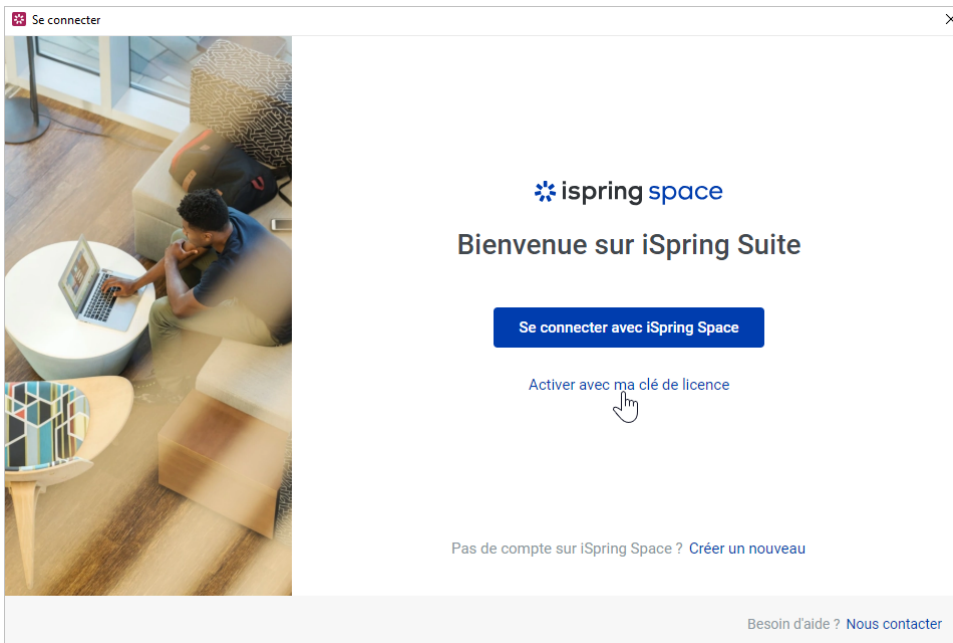 Se connecter
ispring space
Bienvenue sur iSpring Suite
Se connecter avec iSpring Space
Activer avec ma clé de licence
Pas de compte sur iSpring Space ? Créer un nouveau
Besoin d'aide ? Nous contacter